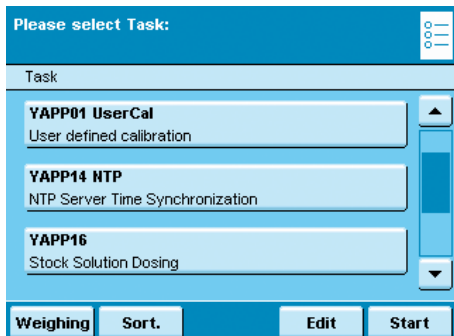 Please select Task:
Task
YAPP01 UserCal
User defined calibration
YAPP14 NTP
NTP Server Time Synchronization
YAPP16
Stock Solution Dosing
Weighing Sort. Edit Start